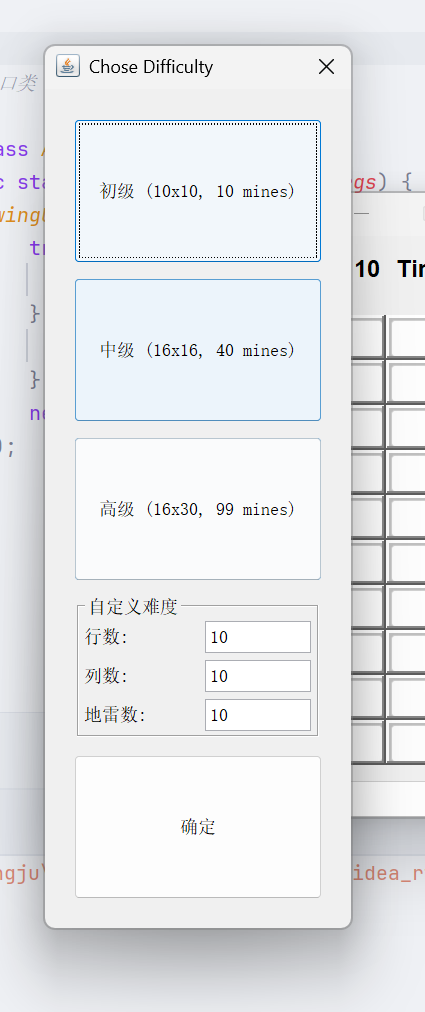 口类
Chose Difficulty
ass
c sta
gs) {
初级 (10x10, 10 mines)
wing
tr
10 Tim
}
中级 (16x16, 40 mines)
}
ne
);
高级 (16x30, 99 mines)
自定义难度
行数: 10
列数: 10
地雷数: 10
确定
ngju\
idea_r